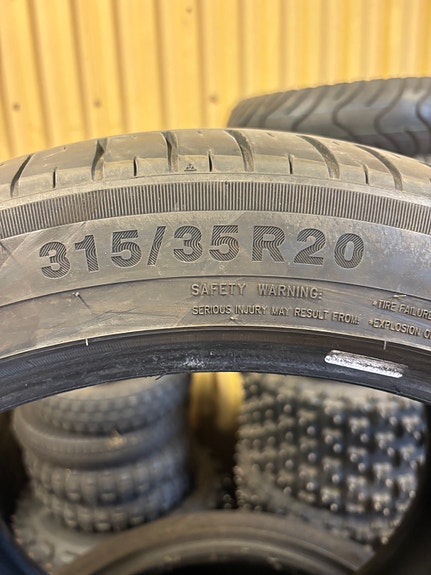 315/35R20
SAFETY WARNING:
SERIOUS INJURY MAY RESULT FROM:
•TIRE FAILURE
•EXPLOSION O